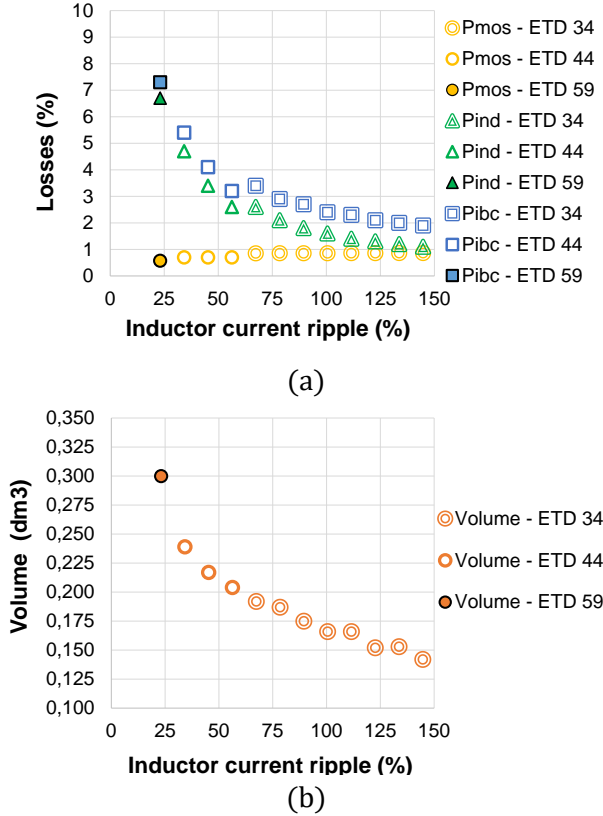 10
9
8
7
6
5
4
3
2
1
0
Losses (%)
0 25 50 75 100 125 150
Inductor current ripple (%)
Pmos - ETD 34
Pmos - ETD 44
Pmos - ETD 59
Pind - ETD 34
Pind - ETD 44
Pind - ETD 59
Pibc - ETD 34
Pibc - ETD 44
Pibc - ETD 59
(a)
0,350
0,325
0,300
0,275
0,250
0,225
0,200
0,175
0,150
0,125
0,100
Volume (dm3)
0 25 50 75 100 125 150
Inductor current ripple (%)
Volume - ETD 34
Volume - ETD 44
Volume - ETD 59
(b)